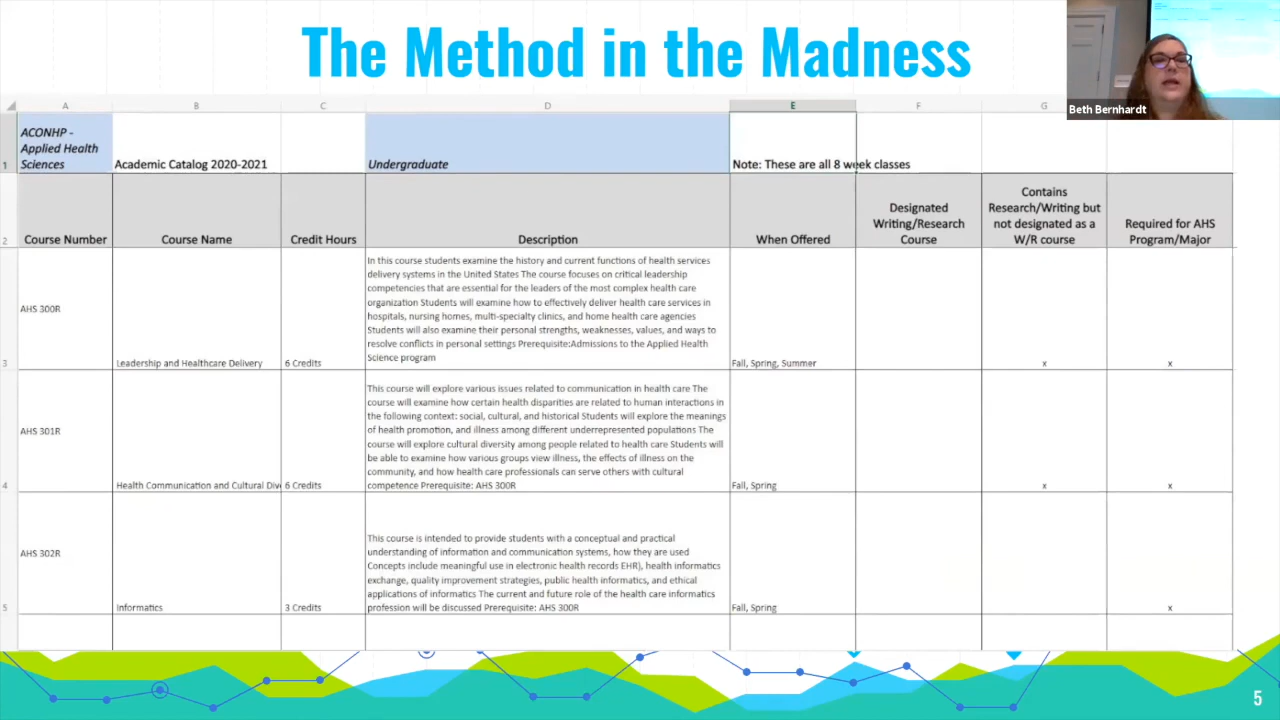 The Method in the Madness
Beth Bernhardt
A B C D E F G
1
ACONHP -
Applied Health
Sciences
Academic Catalog 2020-2021
Undergraduate
Note: These are all 8 week classes
2
Course Number
Course Name
Credit Hours
Description
When Offered
Designated
Writing/Research
Course
Contains
Research/Writing but
not designated as a
W/R course
Required for AHS
Program/Major
3
AHS 300R
Leadership and Healthcare Delivery
6 Credits
In this course students examine the history and current functions of health services
delivery systems in the United States The course focuses on critical leadership
competencies that are essential for the leaders of the most complex health care
organization Students will examine how to effectively deliver health care services in
hospitals, nursing homes, multi-specialty clinics, and home health care agencies
Students will also examine their personal strengths, weaknesses, values, and ways to
resolve conflicts in personal settings Prerequisite:Admissions to the Applied Health
Science program
Fall, Spring, Summer
x
x
4
AHS 301R
Health Communication and Cultural Div
6 Credits
This course will explore various issues related to communication in health care The
course will examine how certain health disparities are related to human interactions in
the following context: social, cultural, and historical Students will explore the meanings
of health promotion, and illness among different underrepresented populations The
course will explore cultural diversity among people related to health care Students will
be able to examine how various groups view illness, the effects of illness on the
community, and how health care professionals can serve others with cultural
competence Prerequisite: AHS 300R
Fall, Spring
x
x
5
AHS 302R
Informatics
3 Credits
This course is intended to provide students with a conceptual and practical
understanding of information and communication systems, how they are used
Concepts include meaningful use in electronic health records EHR), health informatics
exchange, quality improvement strategies, public health informatics, and ethical
applications of informatics The current and future role of the health care informatics
profession will be discussed Prerequisite: AHS 300R
Fall, Spring
x
5